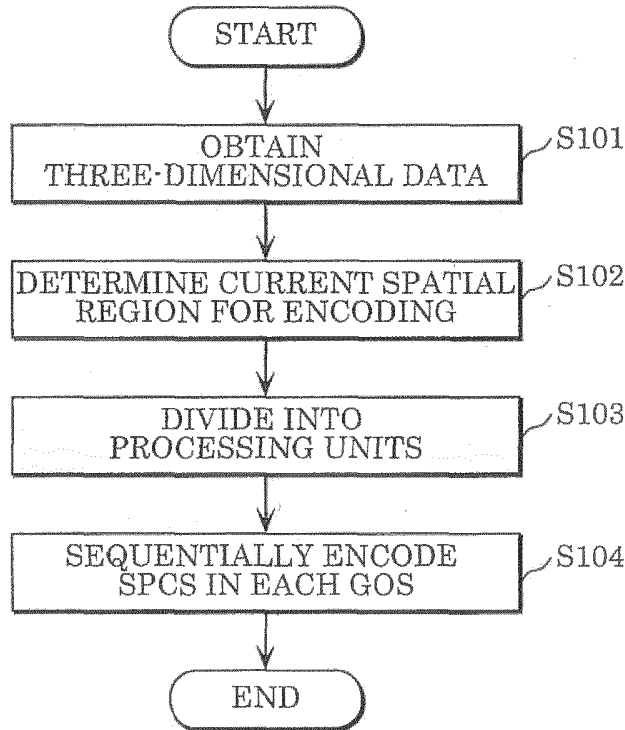 START
OBTAIN
THREE-DIMENSIONAL DATA
S101
DETERMINE CURRENT SPATIAL
REGION FOR ENCODING
S102
DIVIDE INTO
PROCESSING UNITS
S103
SEQUENTIALLY ENCODE
SPCS IN EACH GOS
S104
END